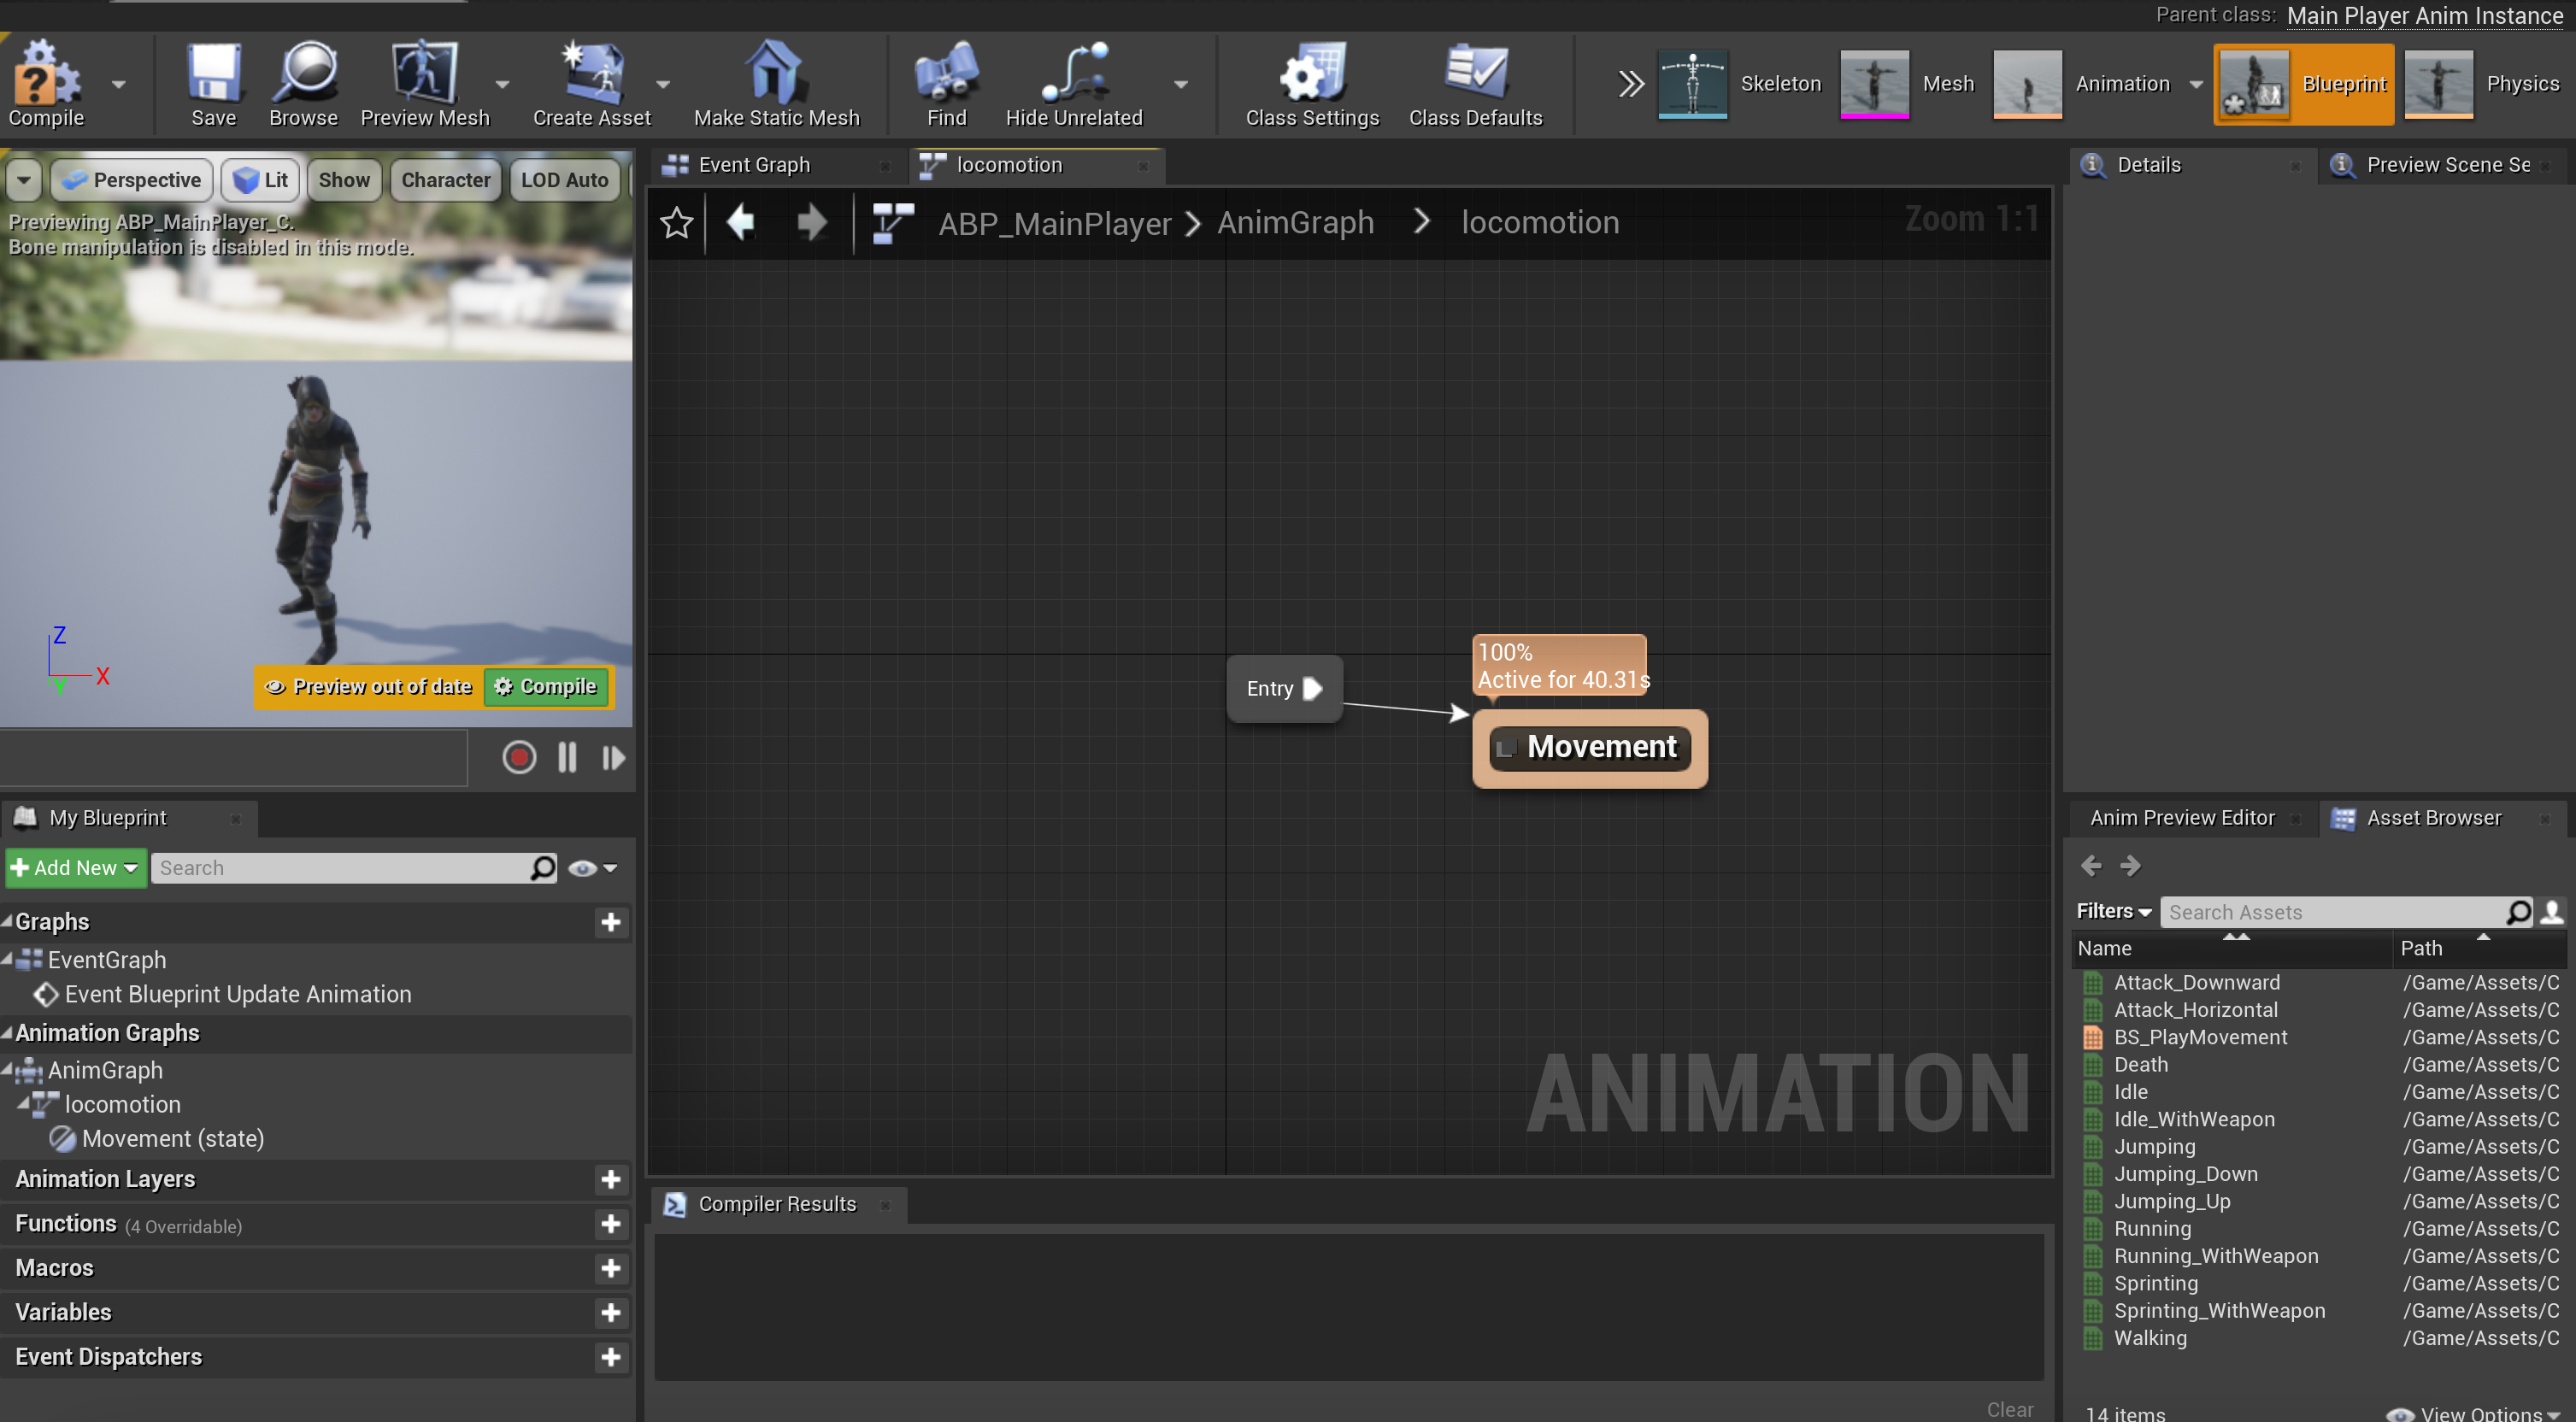 Parent class: Main Player Anim Instance
Compile
Save
Browse
Preview Mesh
Create Asset
Make Static Mesh
Find
Hide Unrelated
Class Settings
Class Defaults
Skeleton
Mesh
Animation
Blueprint
Physics
Perspective
Lit
Show
Character
LOD Auto
Previewing ABP_MainPlayer_C.
Bone manipulation is disabled in this mode.
Z
X
Y
Preview out of date
Compile
Event Graph
locomotion
ABP_MainPlayer
AnimGraph
locomotion
Zoom 1:1
Entry
100%
Active for 40.31s
Movement
ANIMATION
Details
Preview Scene Se
My Blueprint
Add New
Search
Graphs
EventGraph
Event Blueprint Update Animation
Animation Graphs
AnimGraph
locomotion
Movement (state)
Animation Layers
Functions (4 Overridable)
Macros
Variables
Event Dispatchers
Compiler Results
Clear
Anim Preview Editor
Asset Browser
Filters
Search Assets
Name Path
Attack_Downward /Game/Assets/C
Attack_Horizontal /Game/Assets/C
BS_PlayMovement /Game/Assets/C
Death /Game/Assets/C
Idle /Game/Assets/C
Idle_WithWeapon /Game/Assets/C
Jumping /Game/Assets/C
Jumping_Down /Game/Assets/C
Jumping_Up /Game/Assets/C
Running /Game/Assets/C
Running_WithWeapon /Game/Assets/C
Sprinting /Game/Assets/C
Sprinting_WithWeapon /Game/Assets/C
Walking /Game/Assets/C
14 items
View Options